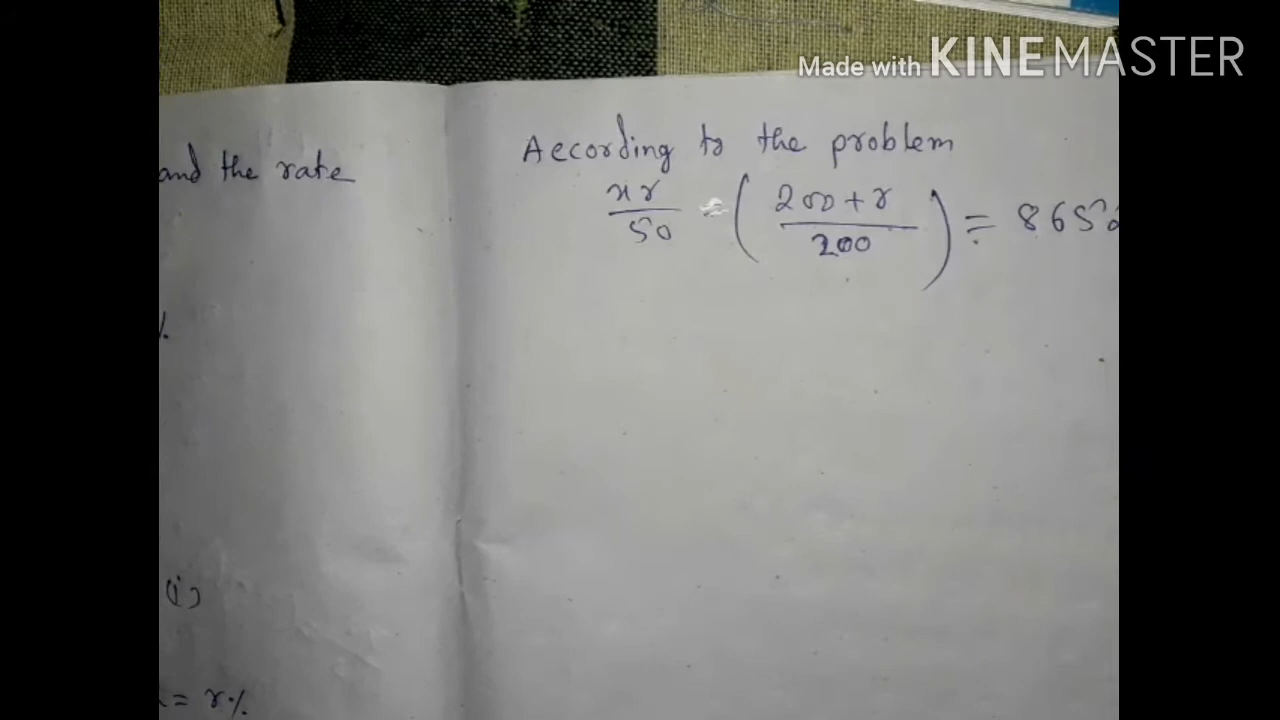 Made with KINEMASTER
and the rate
%.
(i)
= r%.
According to the problem
xr
50
(200+r
200) = 865